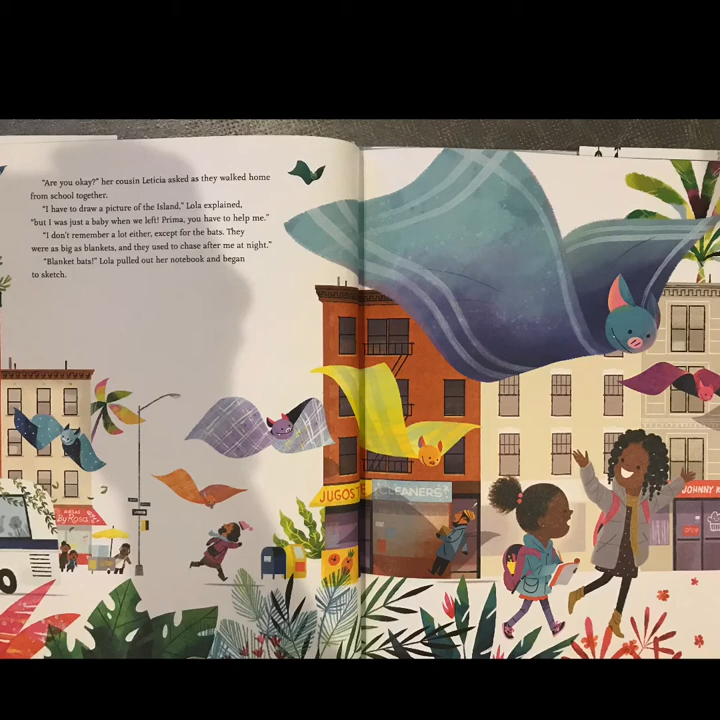 "Are you okay?" her cousin Leticia asked as they walked home
from school together.
"I have to draw a picture of the Island," Lola explained,
"but I was just a baby when we left! Prima, you have to help me."
"I don't remember a lot either, except for the bats. They
were as big as blankets, and they used to chase after me at night."
"Blanket bats!" Lola pulled out her notebook and began
to sketch.
ROSAS
By Rosa
JUGOS
CLEANERS
JOHNNY